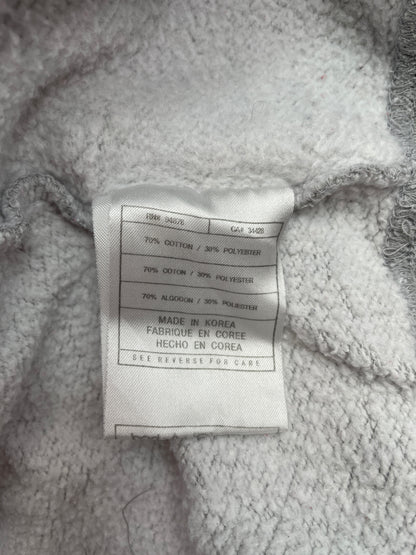 RN# 94676 CA# 34428
70% COTTON / 30% POLYESTER
70% COTON / 30% POLYESTER
70% ALGODON / 30% POLIESTER
MADE IN KOREA
FABRIQUE EN COREE
HECHO EN COREA
SEE REVERSE FOR CARE